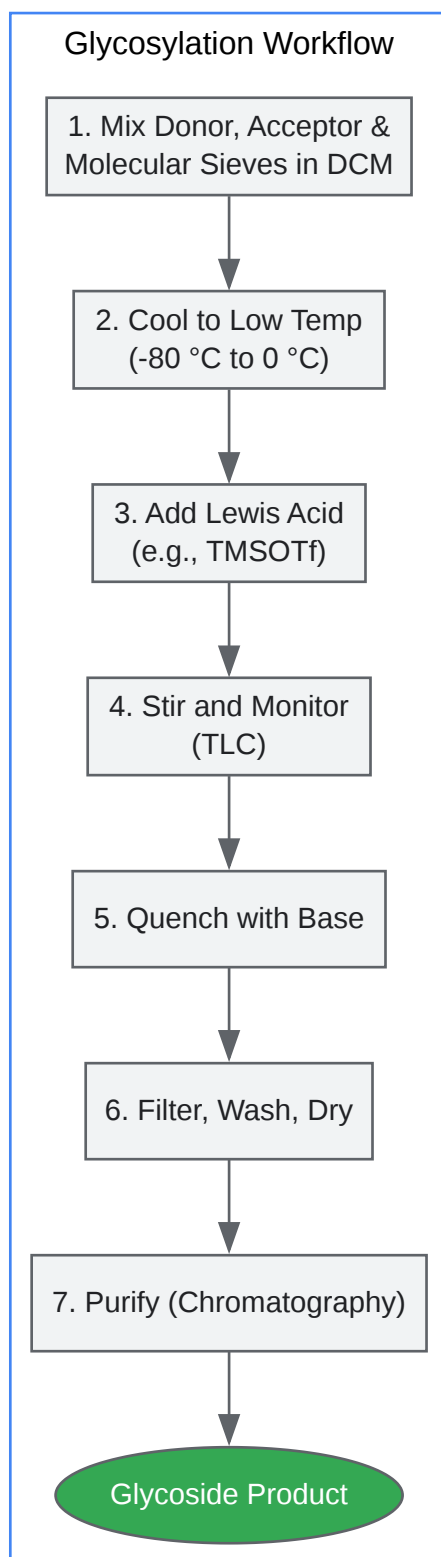 Glycosylation Workflow
1. Mix Donor, Acceptor &
Molecular Sieves in DCM
2. Cool to Low Temp
(-80 °C to 0 °C)
3. Add Lewis Acid
(e.g., TMSOTf)
4. Stir and Monitor
(TLC)
5. Quench with Base
6. Filter, Wash, Dry
7. Purify (Chromatography)
Glycoside Product